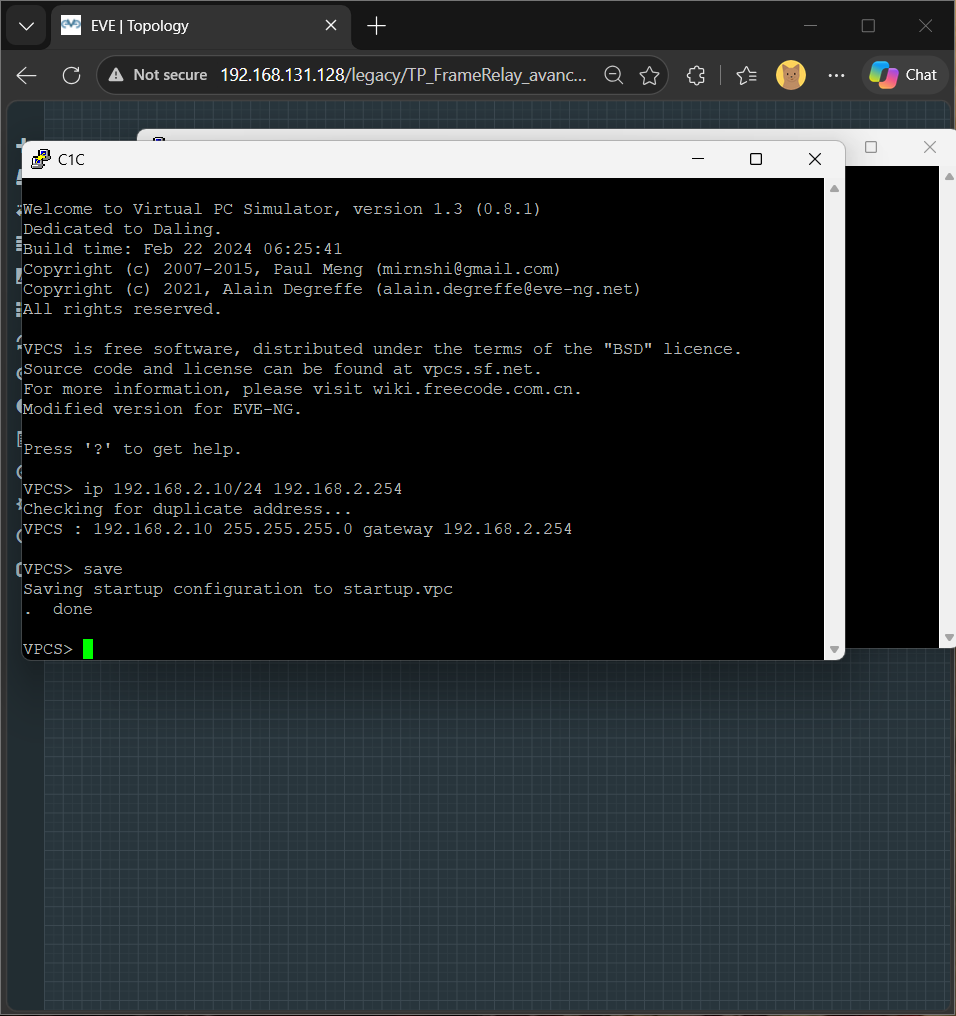 EVE | Topology
Not secure 192.168.131.128/legacy/TP_FrameRelay_avanc...
Chat
C1C
Welcome to Virtual PC Simulator, version 1.3 (0.8.1)
Dedicated to Daling.
Build time: Feb 22 2024 06:25:41
Copyright (c) 2007-2015, Paul Meng (mirnshi@gmail.com)
Copyright (c) 2021, Alain Degreffe (alain.degreffe@eve-ng.net)
All rights reserved.
VPCS is free software, distributed under the terms of the "BSD" licence.
Source code and license can be found at vpcs.sf.net.
For more information, please visit wiki.freecode.com.cn.
Modified version for EVE-NG.
Press '?' to get help.
VPCS> ip 192.168.2.10/24 192.168.2.254
Checking for duplicate address...
VPCS : 192.168.2.10 255.255.255.0 gateway 192.168.2.254
VPCS> save
Saving startup configuration to startup.vpc
.  done
VPCS>